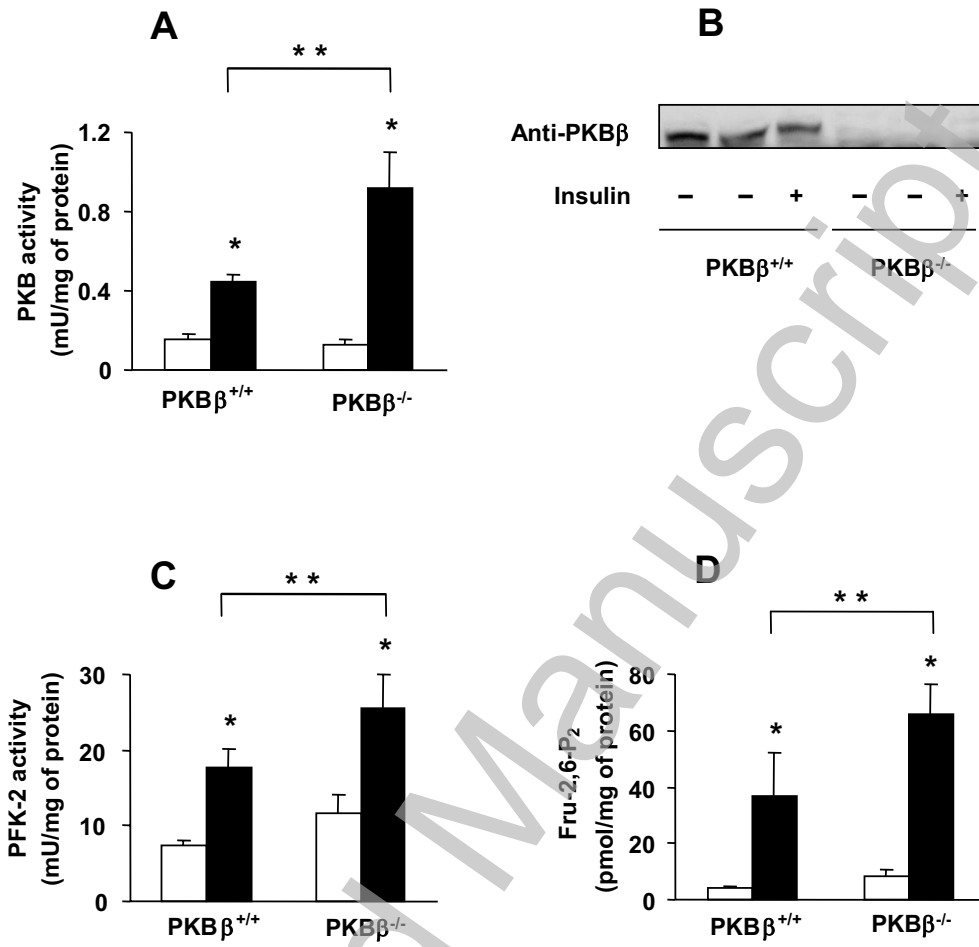 A
* *
*
*
1.2
0.8
0.4
0
PKB activity
(mU/mg of protein)
PKBβ+/+
PKBβ-/-
B
Anti-PKBβ
Insulin
– – + – – +
PKBβ+/+
PKBβ-/-
C
* *
*
*
30
20
10
0
PFK-2 activity
(mU/mg of protein)
PKBβ+/+
PKBβ-/-
D
* *
*
*
80
60
40
20
0
Fru-2,6-P2
(pmol/mg of protein)
PKBβ+/+
PKBβ-/-
d Manuscript